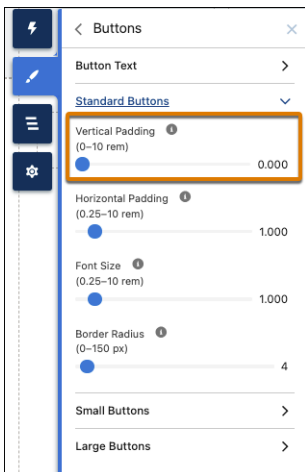 Buttons
Button Text
Standard Buttons
Vertical Padding
(0–10 rem)
0.000
Horizontal Padding
(0.25–10 rem)
1.000
Font Size
(0.25–10 rem)
1.000
Border Radius
(0–150 px)
4
Small Buttons
Large Buttons